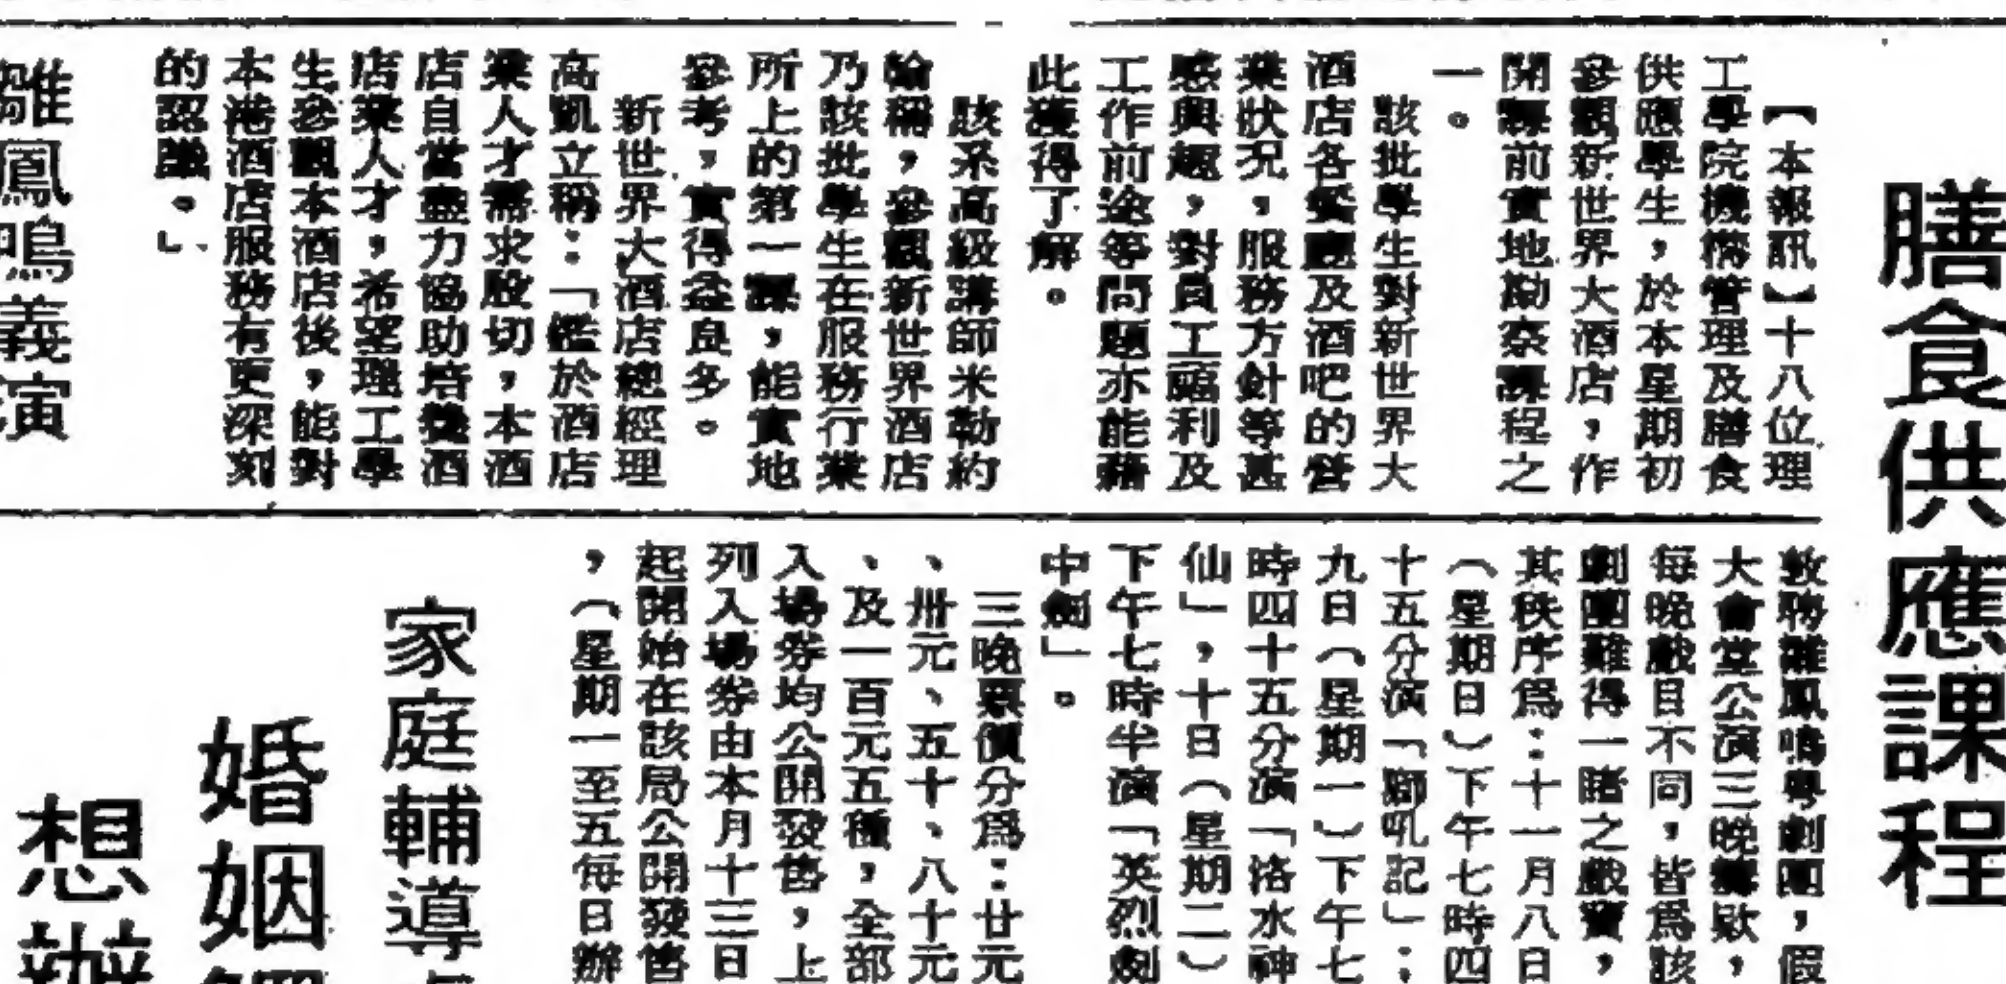 膳食供應課程
【本報訊】十八位理
工學院機構管理及膳食
供應學生，於本星期初
參觀新世界大酒店，作
開課前實地勘察課程之
一。
該批學生對新世界大
酒店各餐廳及酒吧的營
業狀況，服務方針等甚
感興趣，對員工福利及
工作前途等問題亦能藉
此獲得了解。
該系高級講師米勒約
翰稱，參觀新世界酒店
乃該批學生在服務行業
所上的第一課，能實地
參考，實得益良多。
新世界大酒店總經理
高凱立稱：「鑑於酒店
業人才需求殷切，本酒
店自當盡力協助培養酒
店業人才，希望理工學
生參觀本酒店後，能對
本港酒店服務有更深刻
的認識。」
雛鳳鳴義演
敦聘雛鳳鳴粵劇團，假
大會堂公演三晚籌欵，
每晚戲目不同，皆爲該
劇團難得一睹之戲寶，
其秩序爲：十一月八日
（星期日）下午七時四
十五分演「獅吼記」；
九日（星期一）下午七
時四十五分演「洛水神
仙」，十日（星期二）
下午七時半演「英烈劍
中劍」。
三晚票價分爲：廿元
、卅元、五十、八十元
、及一百元五種，全部
入場券均公開發售，上
列入場券由本月十三日
起開始在該局公開發售
，（星期一至五每日辦
家庭輔導
婚姻
想辦